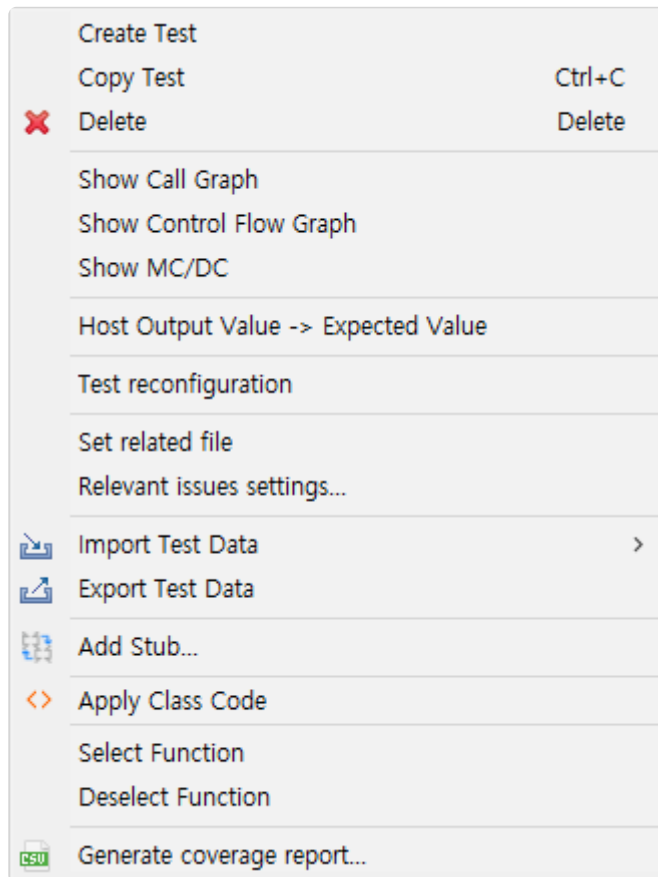 Create Test
Copy Test Ctrl+C
Delete Delete
Show Call Graph
Show Control Flow Graph
Show MC/DC
Host Output Value -> Expected Value
Test reconfiguration
Set related file
Relevant issues settings...
Import Test Data >
Export Test Data
Add Stub...
<> Apply Class Code
Select Function
Deselect Function
CSV Generate coverage report...